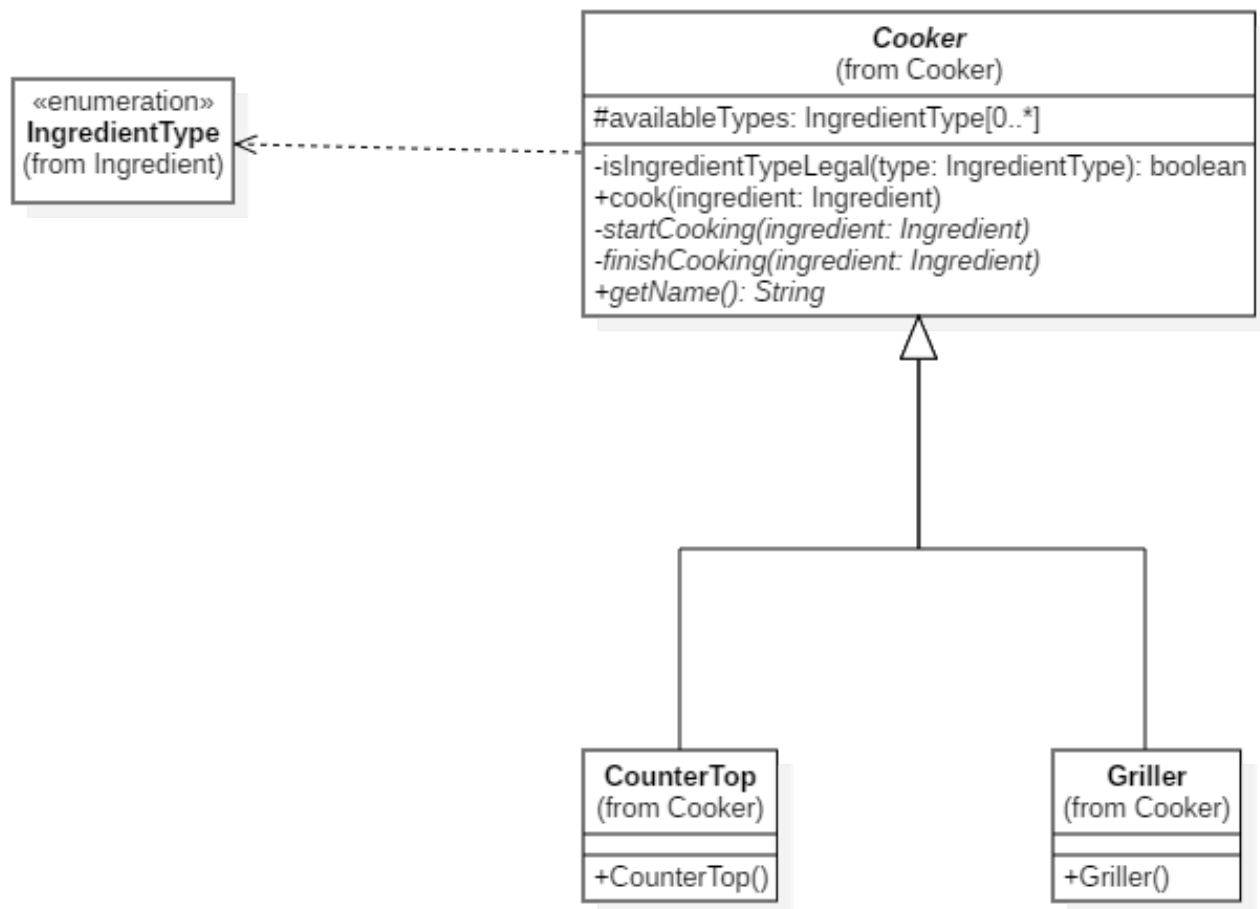 Cooker
(from Cooker)
#availableTypes: IngredientType[0..*]
-isIngredientTypeLegal(type: IngredientType): boolean
+cook(ingredient: Ingredient)
-startCooking(ingredient: Ingredient)
-finishCooking(ingredient: Ingredient)
+getName(): String
«enumeration»
IngredientType
(from Ingredient)
CounterTop
(from Cooker)
+CounterTop()
Griller
(from Cooker)
+Griller()